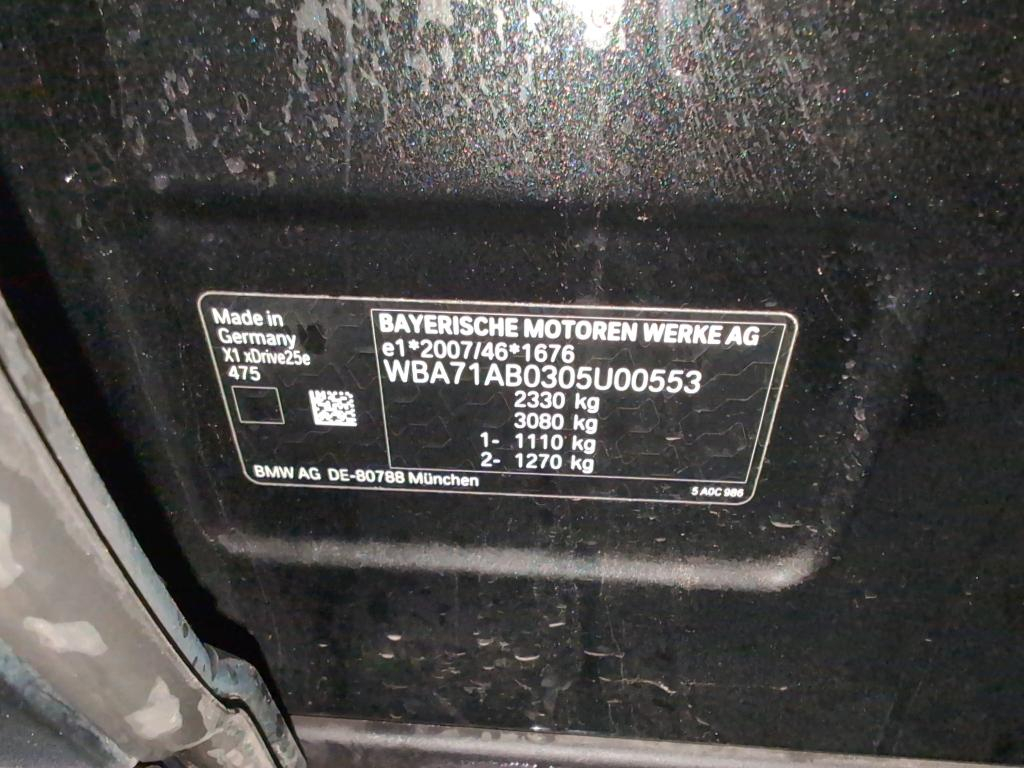 Made in
Germany
X1 xDrive25e
475
BAYERISCHE MOTOREN WERKE AG
e1*2007/46*1676
WBA71AB0305U00553
2330 kg
3080 kg
1- 1110 kg
2- 1270 kg
BMW AG DE-80788 München
5 A0C 986